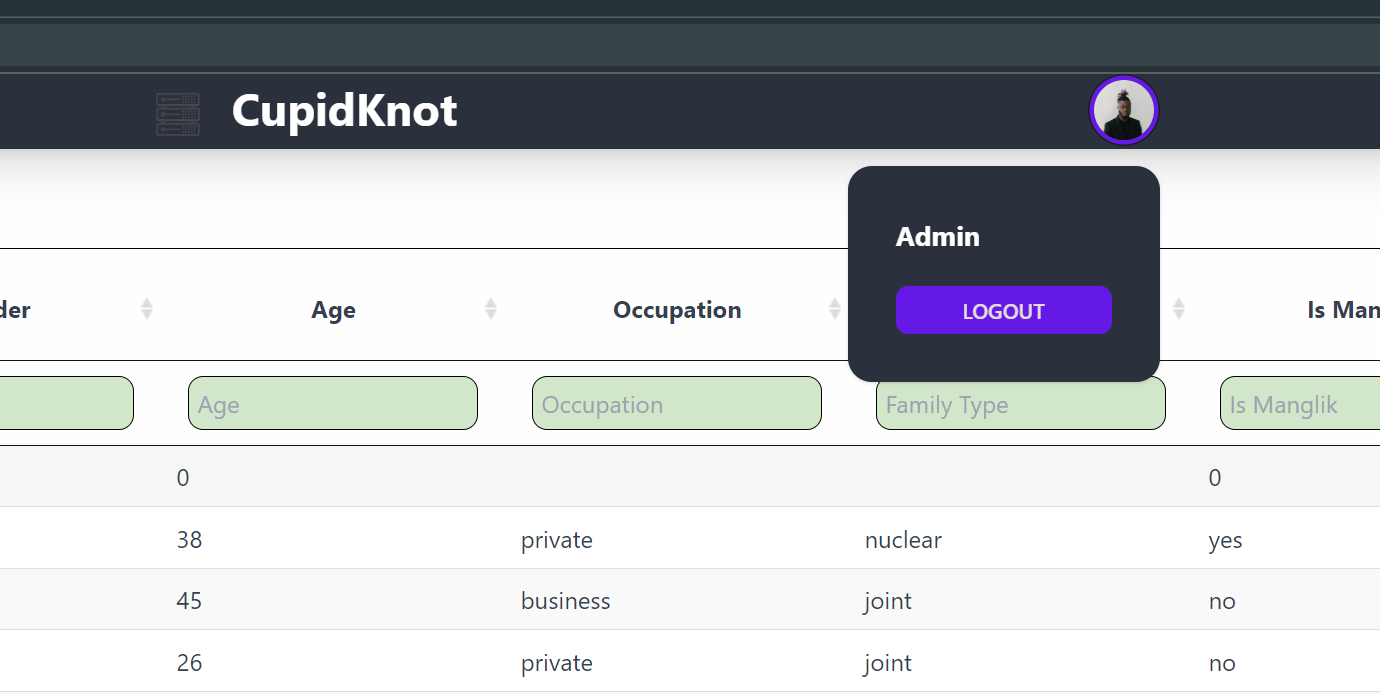 CupidKnot
Admin
LOGOUT
der Age Occupation Is Man
Age Occupation Family Type Is Manglik
0 0
38 private nuclear yes
45 business joint no
26 private joint no